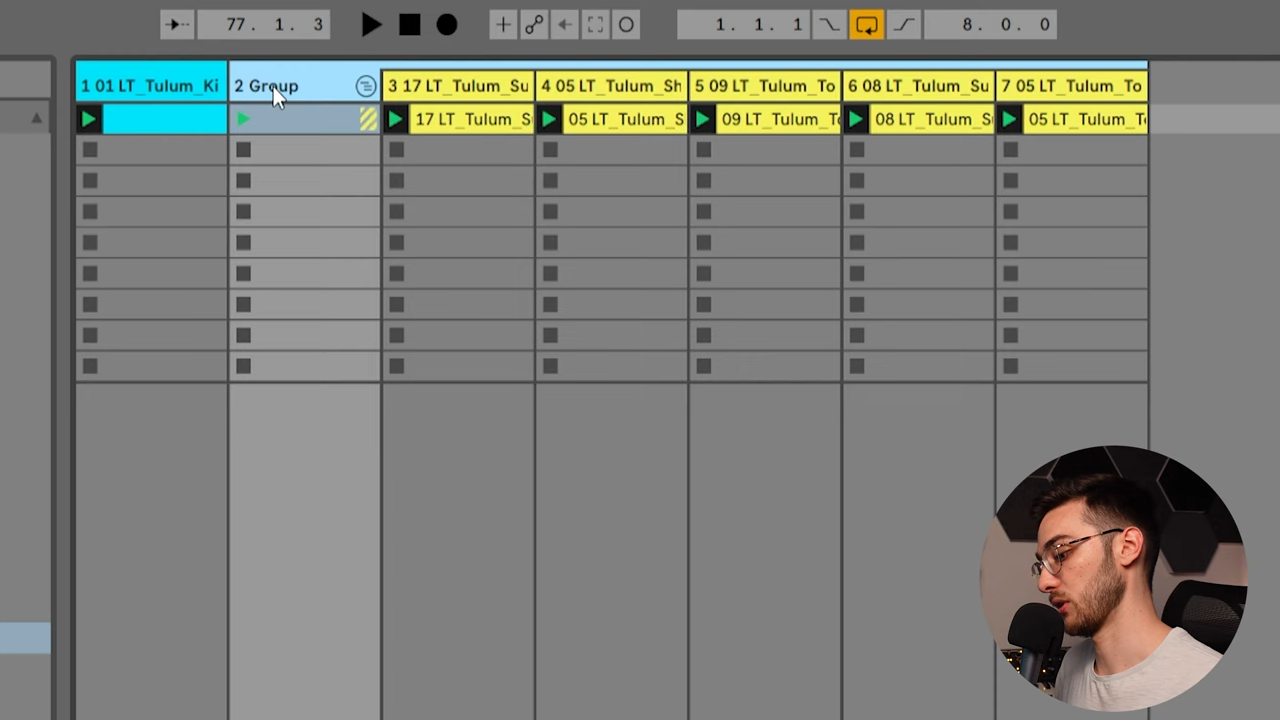 77. 1. 3
1. 1. 1
8. 0. 0
1 01 LT_Tulum_Ki
2 Group
3 17 LT_Tulum_Su
4 05 LT_Tulum_Sh
5 09 LT_Tulum_To
6 08 LT_Tulum_Su
7 05 LT_Tulum_To
17 LT_Tulum_S
05 LT_Tulum_S
09 LT_Tulum_To
08 LT_Tulum_S
05 LT_Tulum_T